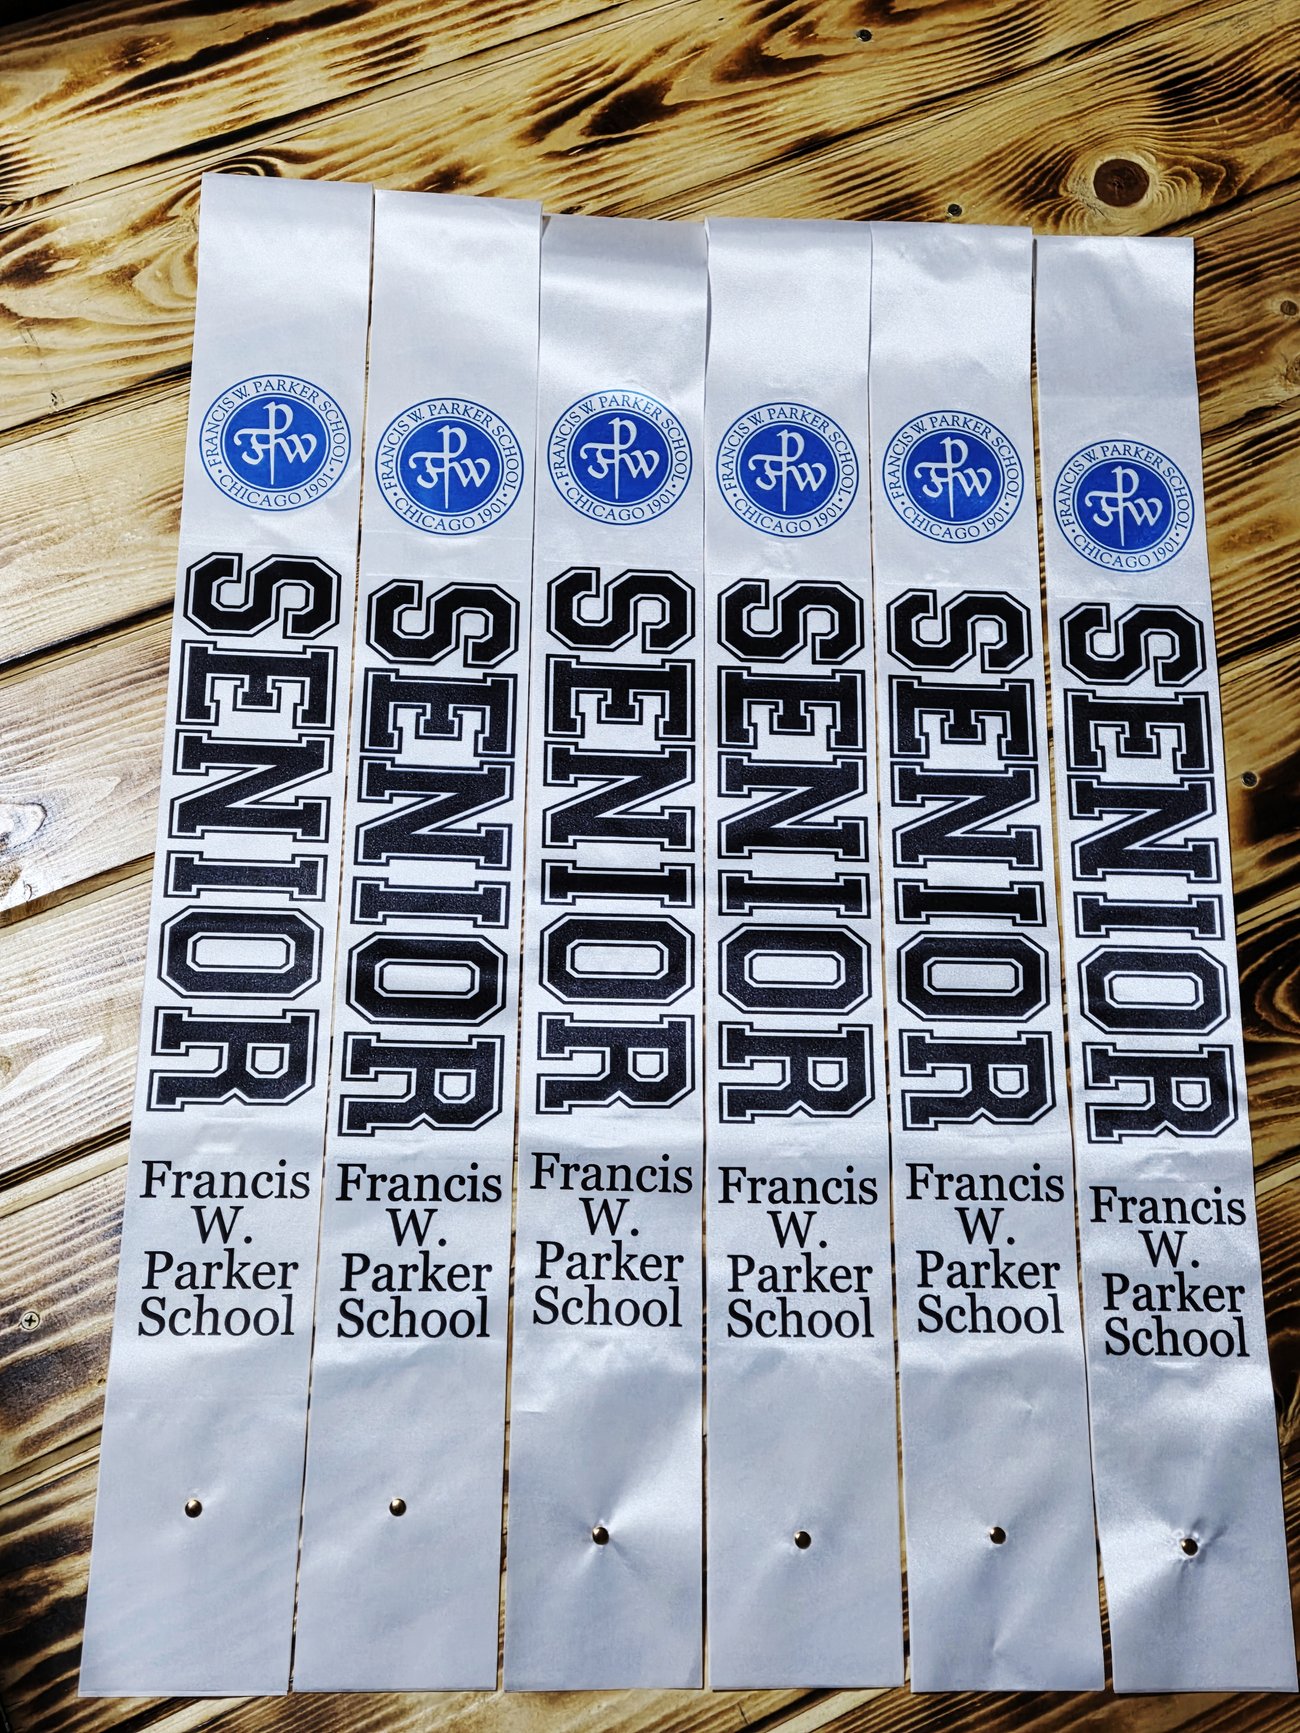 FRANCIS W. PARKER SCHOOL
· CHICAGO 1901 ·
FPW
SENIOR
Francis
W.
Parker
School
FRANCIS W. PARKER SCHOOL
· CHICAGO 1901 ·
FPW
SENIOR
Francis
W.
Parker
School
FRANCIS W. PARKER SCHOOL
· CHICAGO 1901 ·
FPW
SENIOR
Francis
W.
Parker
School
FRANCIS W. PARKER SCHOOL
· CHICAGO 1901 ·
FPW
SENIOR
Francis
W.
Parker
School
FRANCIS W. PARKER SCHOOL
· CHICAGO 1901 ·
FPW
SENIOR
Francis
W.
Parker
School
FRANCIS W. PARKER SCHOOL
· CHICAGO 1901 ·
FPW
SENIOR
Francis
W.
Parker
School